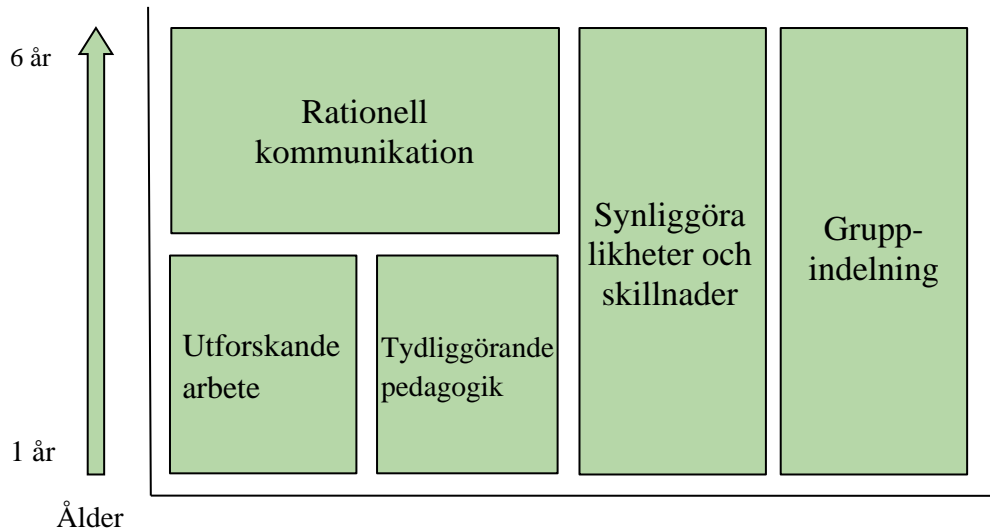 6 år
Rationell
kommunikation
Synliggöra
likheter och
skillnader
Grupp-
indelning
Utforskande
arbete
Tydliggörande
pedagogik
1 år
Ålder